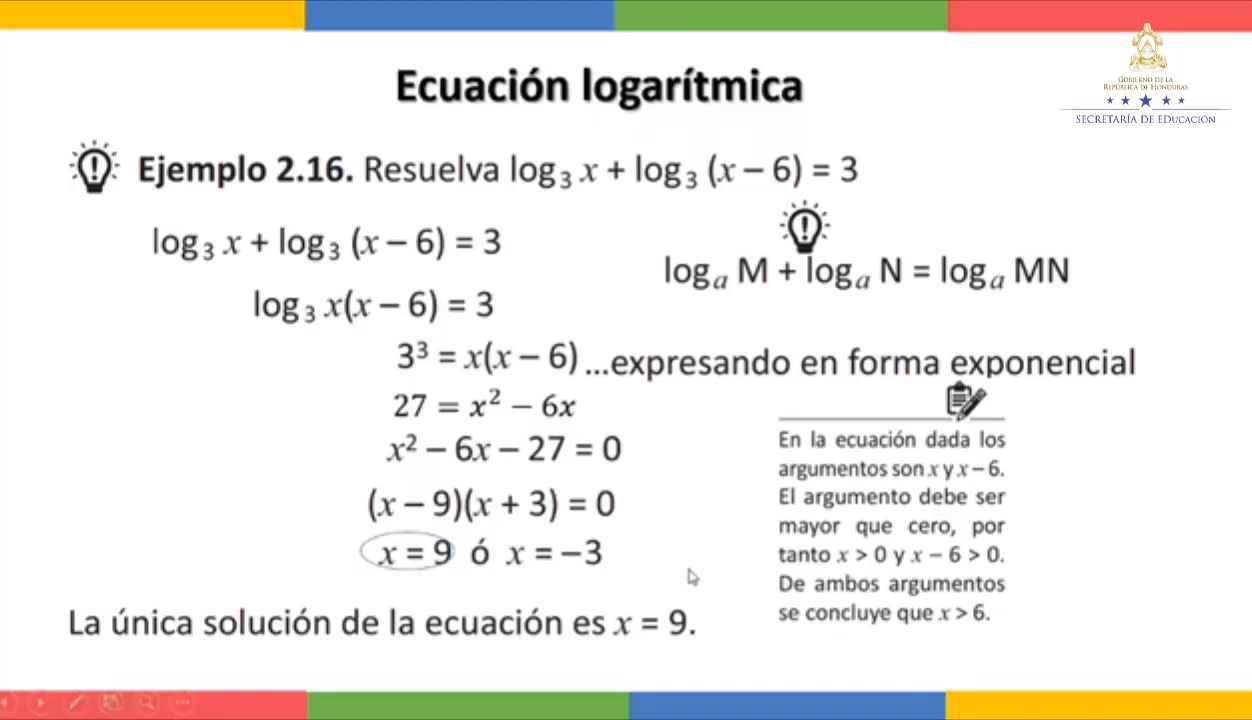 Ecuación logarítmica
GOBIERNO DE LA
REPÚBLICA DE HONDURAS
SECRETARÍA DE EDUCACIÓN
Ejemplo 2.16. Resuelva log₃ x + log₃ (x − 6) = 3
log₃ x + log₃ (x − 6) = 3
log₃ x(x − 6) = 3
3³ = x(x − 6) ...expresando en forma exponencial
27 = x² − 6x
x² − 6x − 27 = 0
(x − 9)(x + 3) = 0
x = 9 ó x = −3
La única solución de la ecuación es x = 9.
logₐ M + logₐ N = logₐ MN
En la ecuación dada los
argumentos son x y x − 6.
El argumento debe ser
mayor que cero, por
tanto x > 0 y x − 6 > 0.
De ambos argumentos
se concluye que x > 6.